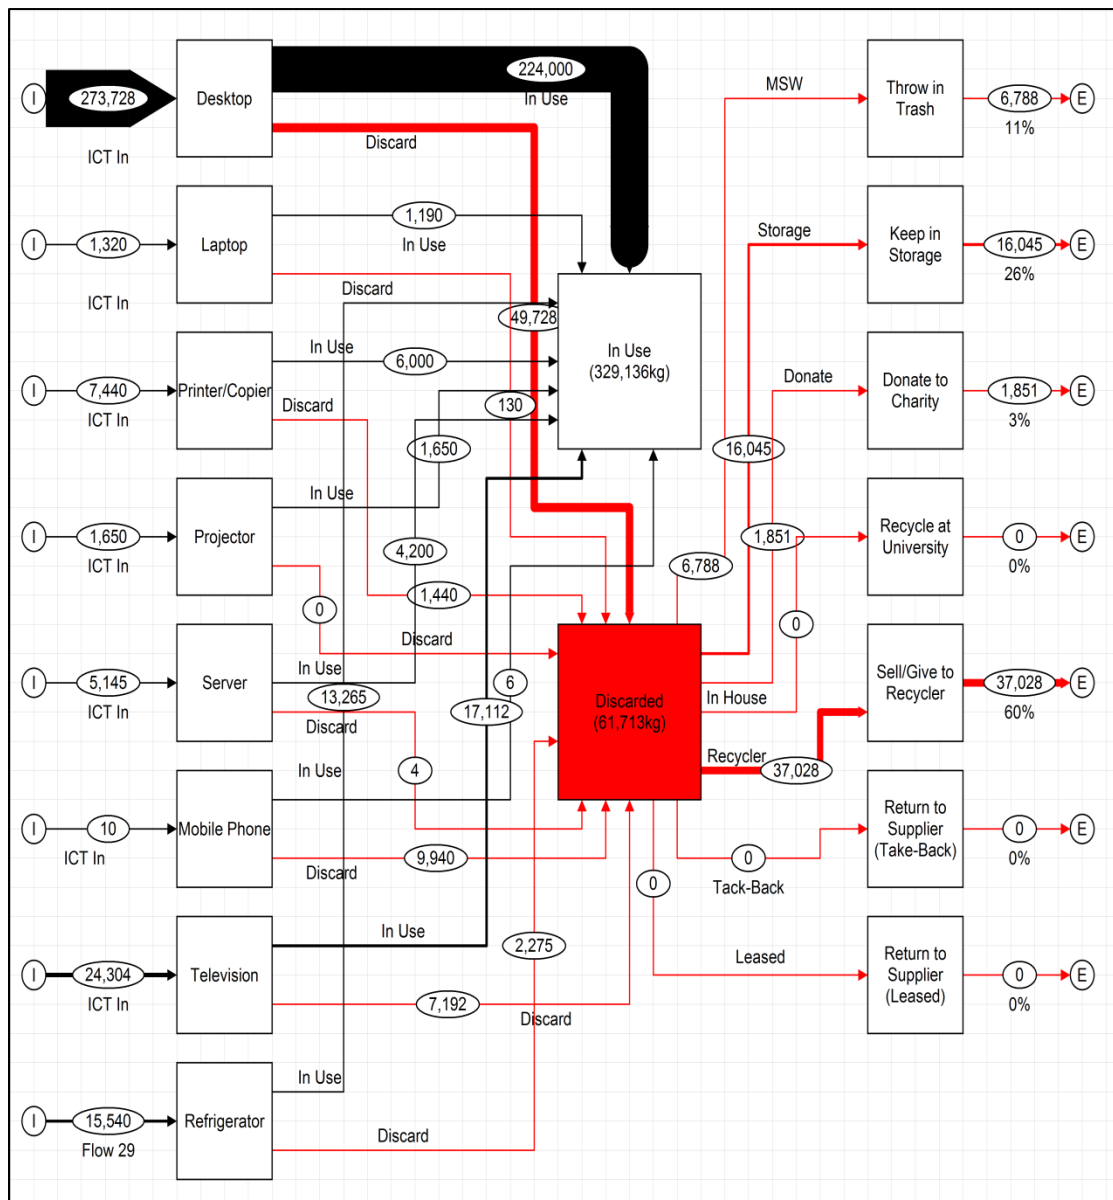 I
273,728
ICT In
Desktop
224,000
In Use
Discard
MSW
Throw in
Trash
6,788
11%
E
I
1,320
ICT In
Laptop
1,190
In Use
Discard
49,728
Storage
Keep in
Storage
16,045
26%
E
In Use
(329,136kg)
I
7,440
ICT In
Printer/Copier
In Use
6,000
Discard
130
1,650
16,045
Donate
Donate to
Charity
1,851
3%
E
I
1,650
ICT In
Projector
In Use
4,200
0
1,440
Discard
6,788
1,851
Recycle at
University
0
0%
E
0
I
5,145
ICT In
Server
In Use
13,265
Discard
6
17,112
4
Discarded
(61,713kg)
In House
Recycler
37,028
Sell/Give to
Recycler
37,028
60%
E
I
10
ICT In
Mobile Phone
In Use
9,940
Discard
0
0
Tack-Back
Return to
Supplier
(Take-Back)
0
0%
E
I
24,304
ICT In
Television
In Use
2,275
7,192
Discard
Leased
Return to
Supplier
(Leased)
0
0%
E
I
15,540
Flow 29
Refrigerator
In Use
Discard